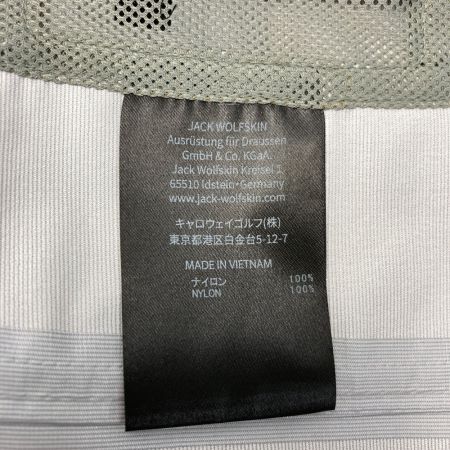 JACK WOLFSKIN
Ausrüstung für Draussen
GmbH & Co. KGaA.
Jack Wolfskin Kreisel 1.
65510 Idstein·Germany
www.jack-wolfskin.com
キャロウェイゴルフ(株)
東京都港区白金台5-12-7
MADE IN VIETNAM
ナイロン 100%
NYLON 100%